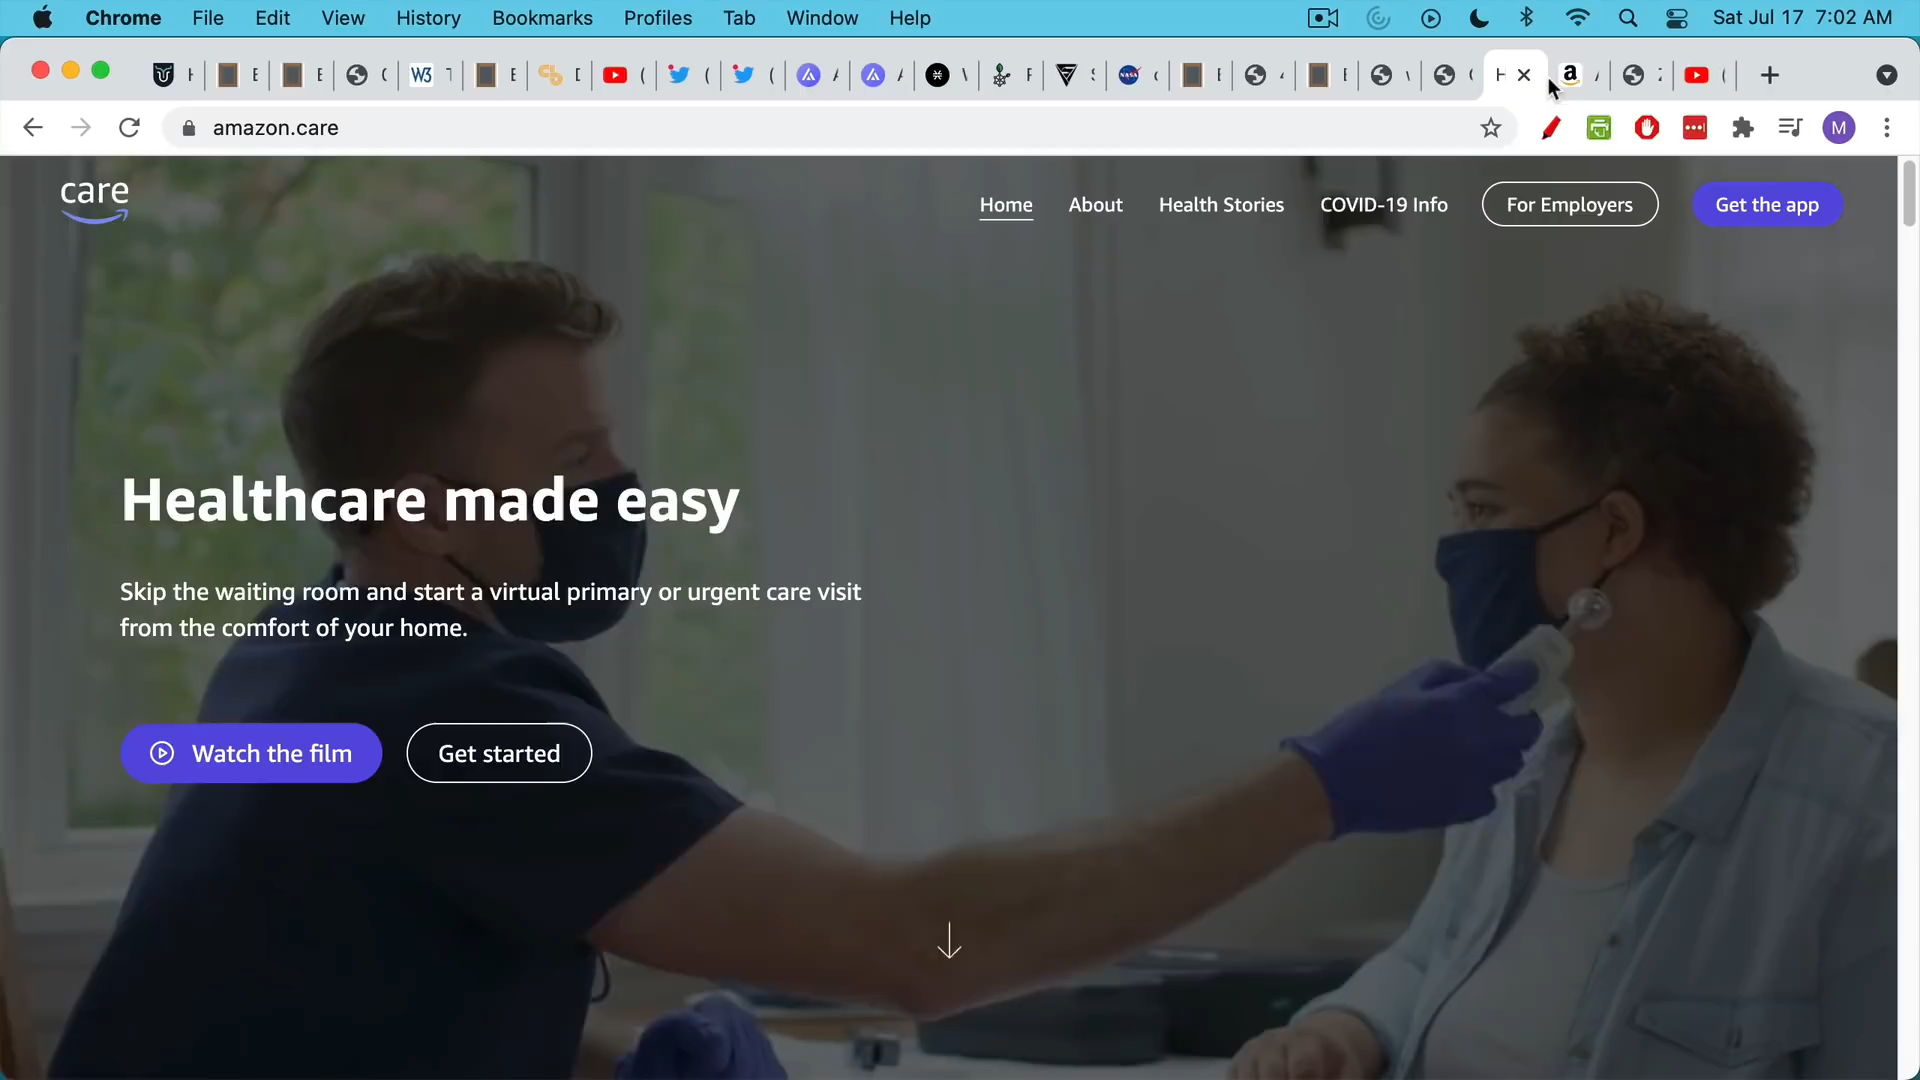 Chrome File Edit View History Bookmarks Profiles Tab Window Help Sat Jul 17 7:02 AM
W3
NASA
a
amazon.care
M
care
Home About Health Stories COVID-19 Info For Employers Get the app
Healthcare made easy
Skip the waiting room and start a virtual primary or urgent care visit
from the comfort of your home.
Watch the film Get started